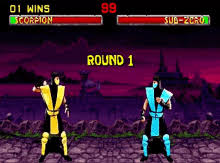 01 WINS
99
SCORPION
SUB-ZERO
ROUND 1